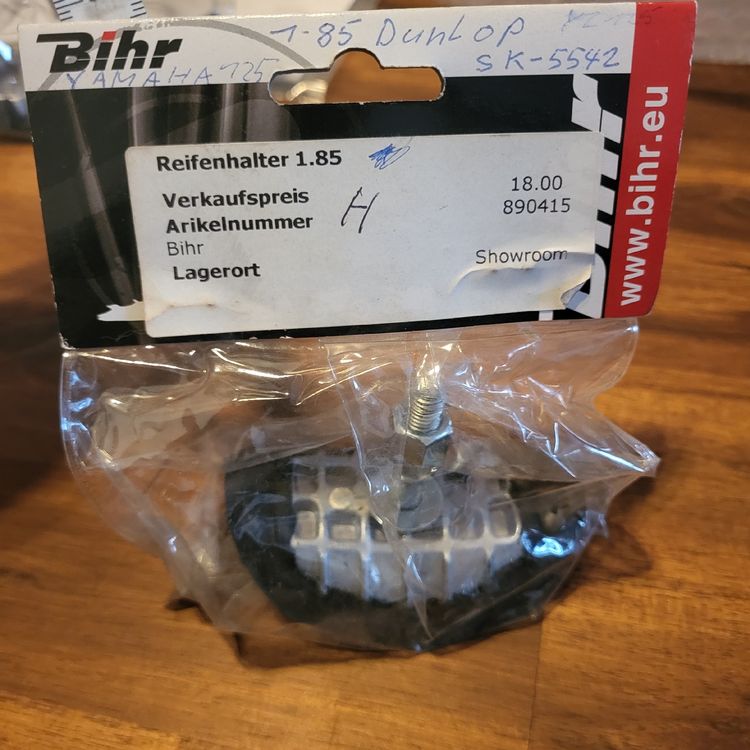 Bihr
1-85 DUNLOP
YAMAHA 125
SK-5542
Reifenhalter 1.85
Verkaufspreis 18.00
Arikelnummer 890415
H
Bihr
Lagerort Showroom
www.bihr.eu